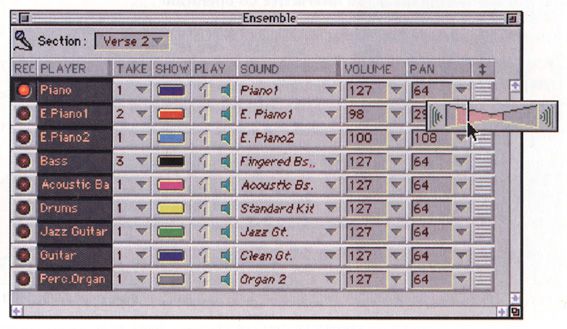 Ensemble
Section: Verse 2
REC PLAYER TAKE SHOW PLAY SOUND VOLUME PAN
Piano 1 Piano1 127 64
E.Piano1 2 E. Piano1 98 29
E.Piano2 1 E. Piano2 100 108
Bass 3 Fingered Bs.. 127 64
Acoustic Ba 1 Acoustic Bs. 127 64
Drums 1 Standard Kit 127 64
Jazz Guitar 1 Jazz Gt. 127 64
Guitar 1 Clean Gt. 127 64
Perc.Organ 1 Organ 2 127 64